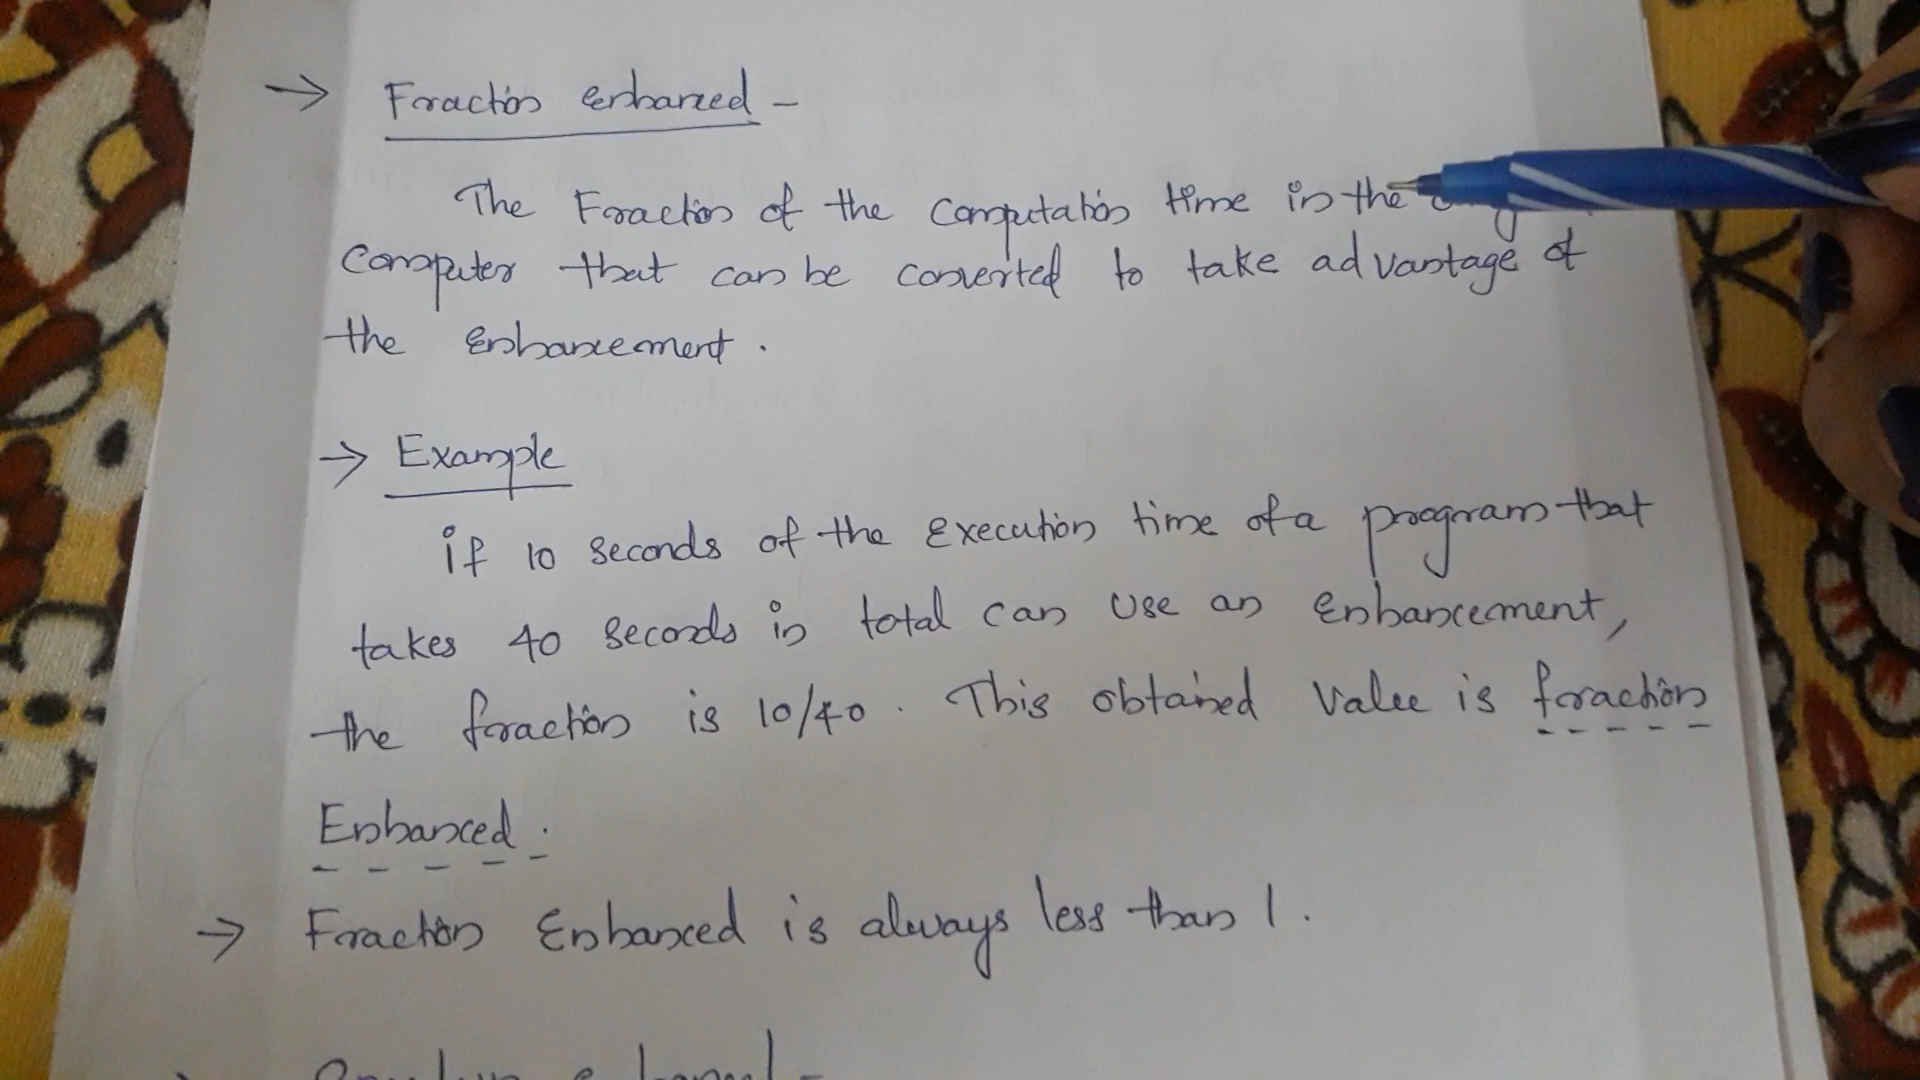 → Fraction enhanced -
The Fraction of the computation time in the
Computer that can be converted to take advantage of
the enhancement.
→ Example
if 10 seconds of the execution time of a program that
takes 40 seconds in total can use an enhancement,
the fraction is 10/40. This obtained value is fraction
Enhanced.
→ Fraction Enhanced is always less than 1.